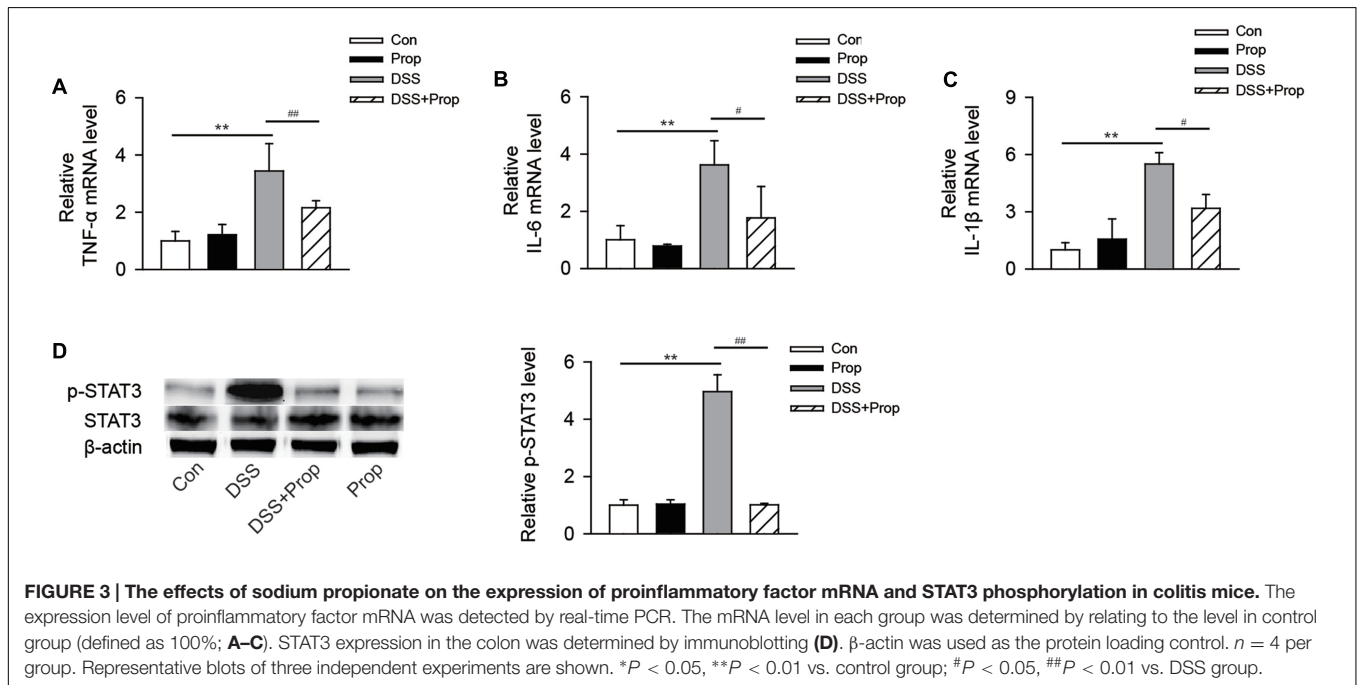 Con
Prop
DSS
DSS+Prop
A
6
4
2
0
Relative
TNF-α mRNA level
**
##
Con
Prop
DSS
DSS+Prop
B
6
4
2
0
Relative
IL-6 mRNA level
**
#
Con
Prop
DSS
DSS+Prop
C
9
6
3
0
Relative
IL-1β mRNA level
**
#
D
p-STAT3
STAT3
β-actin
Con
DSS
DSS+Prop
Prop
6
4
2
0
Relative p-STAT3 level
**
##
Con
Prop
DSS
DSS+Prop
FIGURE 3 | The effects of sodium propionate on the expression of proinflammatory factor mRNA and STAT3 phosphorylation in colitis mice. The
expression level of proinflammatory factor mRNA was detected by real-time PCR. The mRNA level in each group was determined by relating to the level in control
group (defined as 100%; A–C). STAT3 expression in the colon was determined by immunoblotting (D). β-actin was used as the protein loading control. n = 4 per
group. Representative blots of three independent experiments are shown. *P < 0.05, **P < 0.01 vs. control group; #P < 0.05, ##P < 0.01 vs. DSS group.